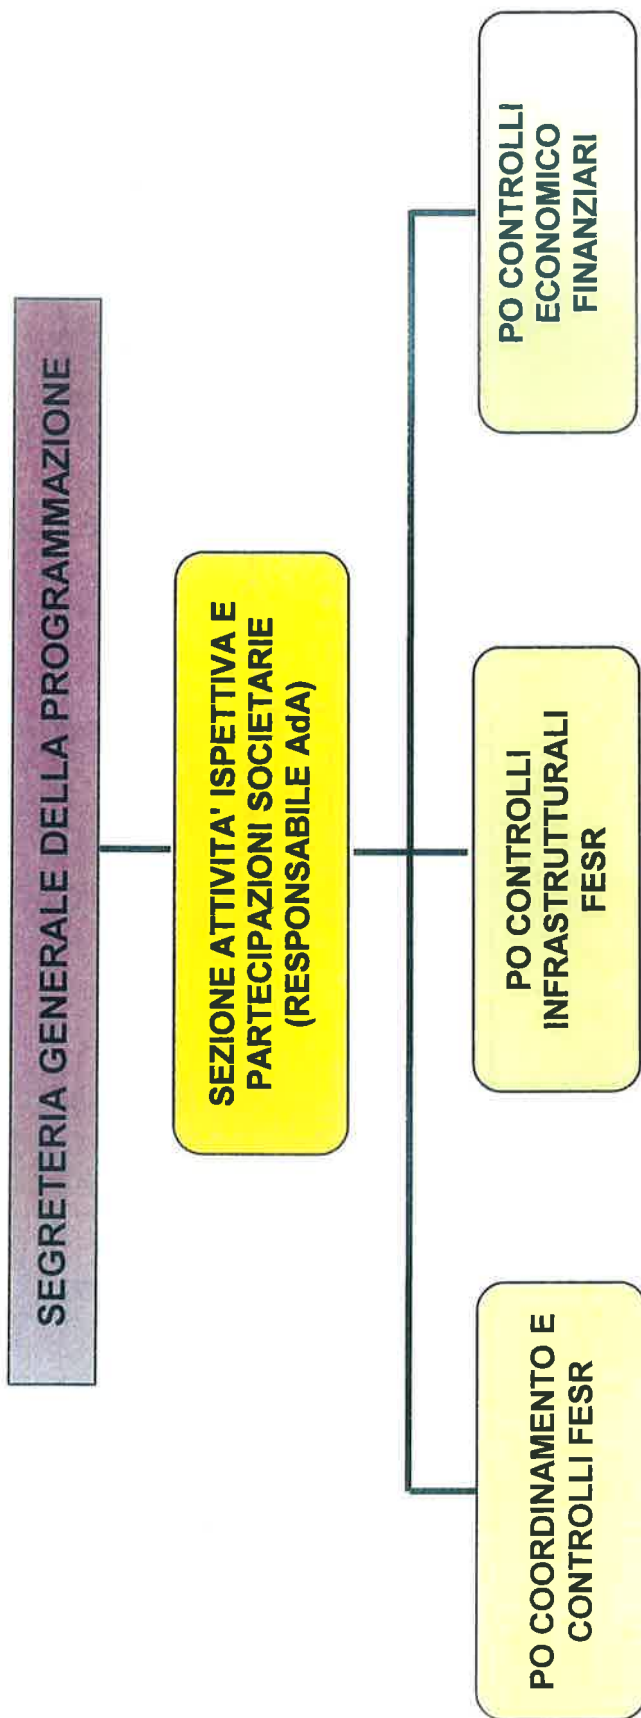 SEGRETERIA GENERALE DELLA PROGRAMMAZIONE
SEZIONE ATTIVITA' ISPETTIVA E
PARTECIPAZIONI SOCIETARIE
(RESPONSABILE AdA)
PO COORDINAMENTO E
CONTROLLI FESR
PO CONTROLLI
INFRASTRUTTURALI
FESR
PO CONTROLLI
ECONOMICO
FINANZIARI